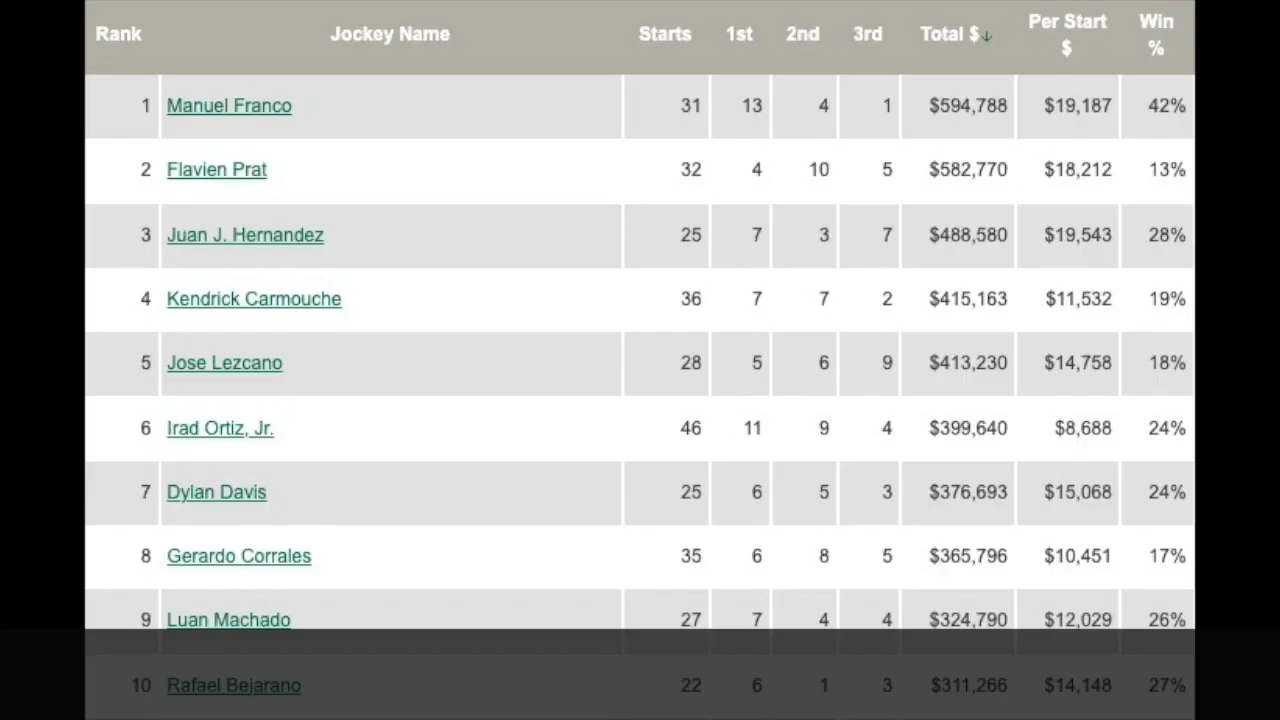 Rank Jockey Name Starts 1st 2nd 3rd Total $↓ Per Start $ Win %
1 Manuel Franco 31 13 4 1 $594,788 $19,187 42%
2 Flavien Prat 32 4 10 5 $582,770 $18,212 13%
3 Juan J. Hernandez 25 7 3 7 $488,580 $19,543 28%
4 Kendrick Carmouche 36 7 7 2 $415,163 $11,532 19%
5 Jose Lezcano 28 5 6 9 $413,230 $14,758 18%
6 Irad Ortiz, Jr. 46 11 9 4 $399,640 $8,688 24%
7 Dylan Davis 25 6 5 3 $376,693 $15,068 24%
8 Gerardo Corrales 35 6 8 5 $365,796 $10,451 17%
9 Luan Machado 27 7 4 4 $324,790 $12,029 26%
10 Rafael Bejarano 22 6 1 3 $311,266 $14,148 27%